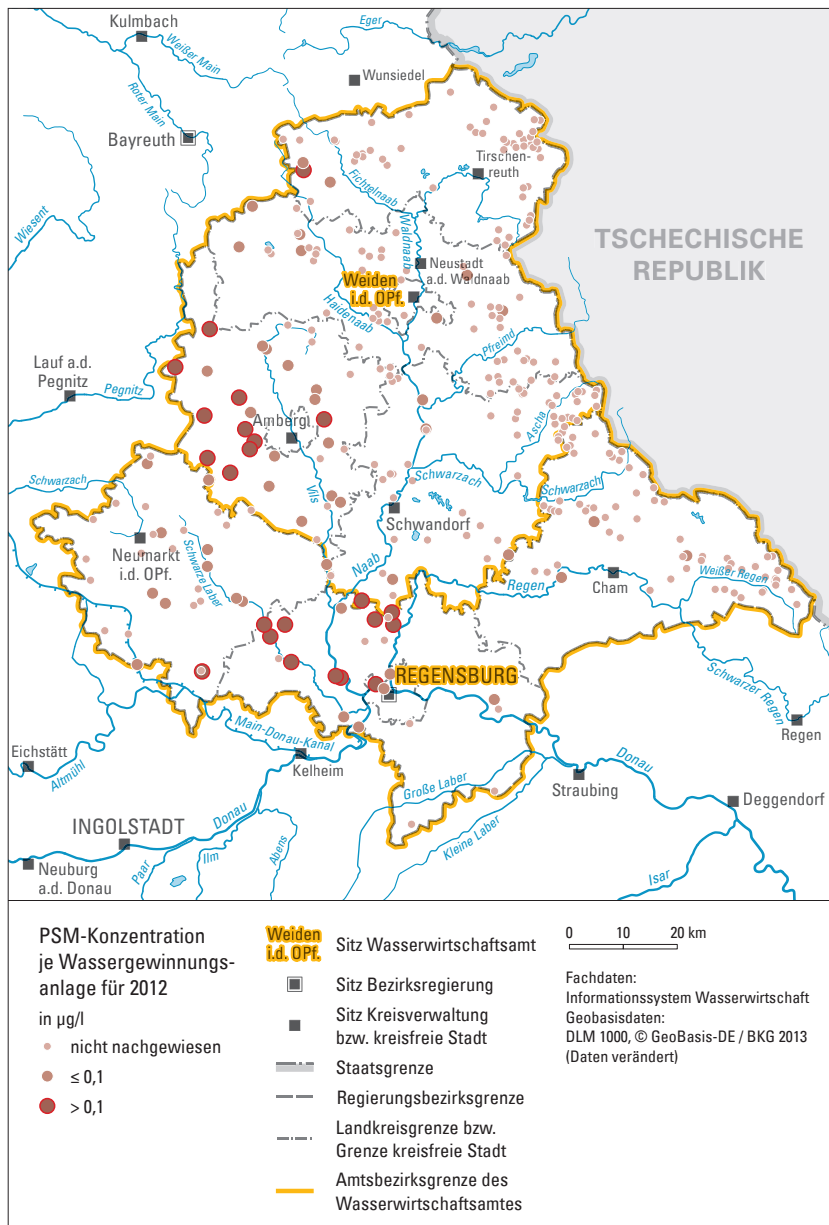 Kulmbach
Eger
Weißer Main
Wunsiedel
Roter Main
Bayreuth
Tirschen-
reuth
Fichtelnaab
Wiesent
Waldnaab
TSCHECHISCHE
REPUBLIK
Neustadt
a.d. Waldnaab
Weiden
i.d. OPf.
Haidenaab
Pfreimd
Lauf a.d.
Pegnitz
Pegnitz
Amberg
Ascha
Schwarzach
Schwarzach
Schwarzach
Vils
Schwandorf
Neumarkt
i.d. OPf.
Schwarze Laber
Naab
Regen
Cham
Weißer Regen
REGENSBURG
Schwarzer Regen
Regen
Main-Donau-Kanal
Eichstätt
Altmühl
Kelheim
Donau
Große Laber
Straubing
Deggendorf
INGOLSTADT
Donau
Kleine Laber
Neuburg
a.d. Donau
Paar
Ilm
Abens
Isar
PSM-Konzentration
je Wassergewinnungs-
anlage für 2012
in µg/l
nicht nachgewiesen
≤ 0,1
> 0,1
Weiden
i.d. OPf.
Sitz Wasserwirtschaftsamt
Sitz Bezirksregierung
Sitz Kreisverwaltung
bzw. kreisfreie Stadt
Staatsgrenze
Regierungsbezirksgrenze
Landkreisgrenze bzw.
Grenze kreisfreie Stadt
Amtsbezirksgrenze des
Wasserwirtschaftsamtes
0 10 20 km
Fachdaten:
Informationssystem Wasserwirtschaft
Geobasisdaten:
DLM 1000, © GeoBasis-DE / BKG 2013
(Daten verändert)